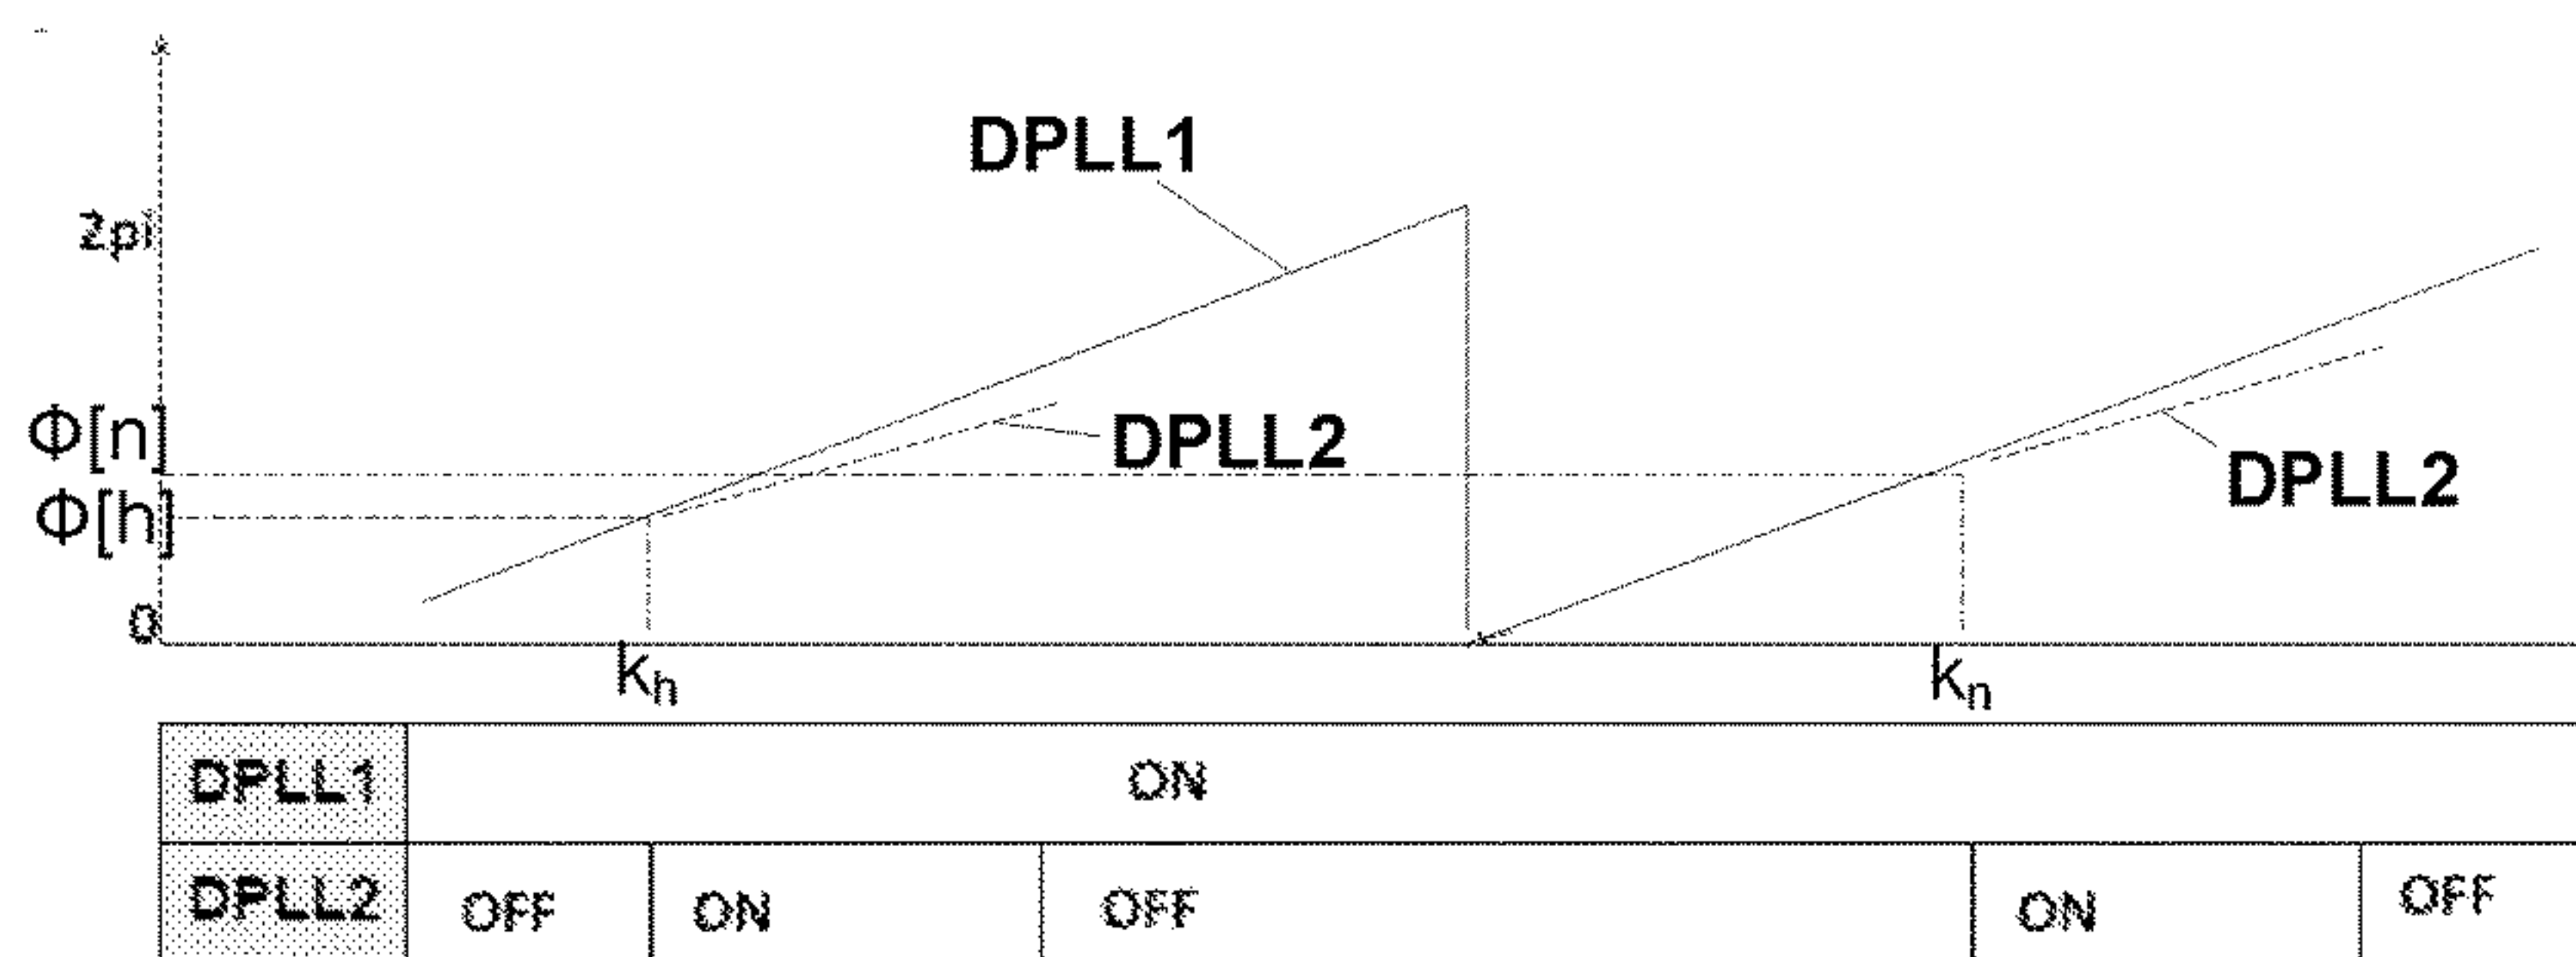 DPLL1
2pi
Φ[n]
DPLL2
DPLL2
Φ[h]
0
kh
kn
DPLL1 ON
DPLL2 OFF ON OFF ON OFF